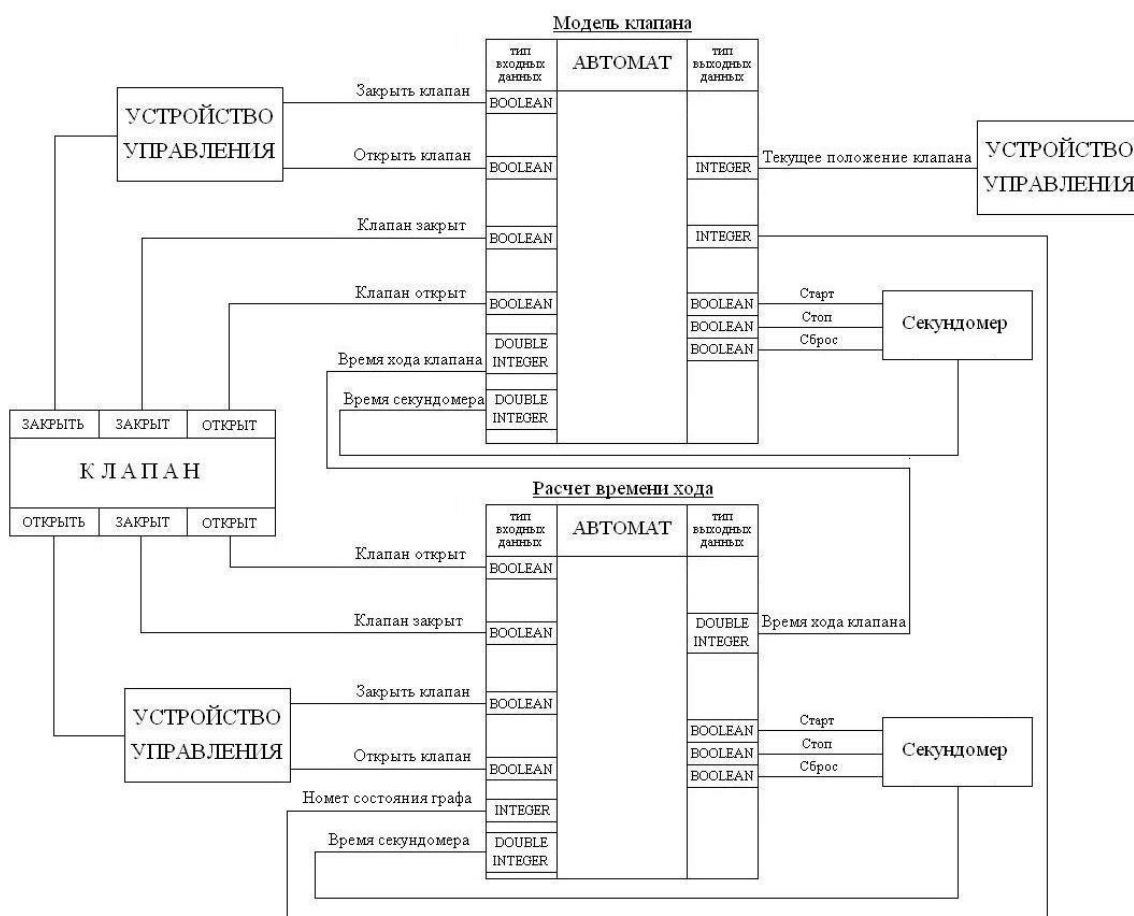 Модель клапана
тип
входных
данных
АВТОМАТ
тип
выходных
данных
УСТРОЙСТВО
УПРАВЛЕНИЯ
Закрыть клапан
BOOLEAN
Открыть клапан
BOOLEAN
INTEGER
Текущее положение клапана
УСТРОЙСТВО
УПРАВЛЕНИЯ
Клапан закрыт
BOOLEAN
INTEGER
Клапан открыт
BOOLEAN
BOOLEAN
Старт
BOOLEAN
Стоп
BOOLEAN
Сброс
Секундомер
Время хода клапана
DOUBLE
INTEGER
Время секундомера
DOUBLE
INTEGER
ЗАКРЫТЬ
ЗАКРЫТ
ОТКРЫТ
КЛАПАН
ОТКРЫТЬ
ЗАКРЫТ
ОТКРЫТ
Расчет времени хода
тип
входных
данных
АВТОМАТ
тип
выходных
данных
Клапан открыт
BOOLEAN
Клапан закрыт
BOOLEAN
DOUBLE
INTEGER
Время хода клапана
УСТРОЙСТВО
УПРАВЛЕНИЯ
Закрыть клапан
BOOLEAN
Открыть клапан
BOOLEAN
BOOLEAN
Старт
BOOLEAN
Стоп
BOOLEAN
Сброс
Секундомер
Номет состояния графа
INTEGER
Время секундомера
DOUBLE
INTEGER